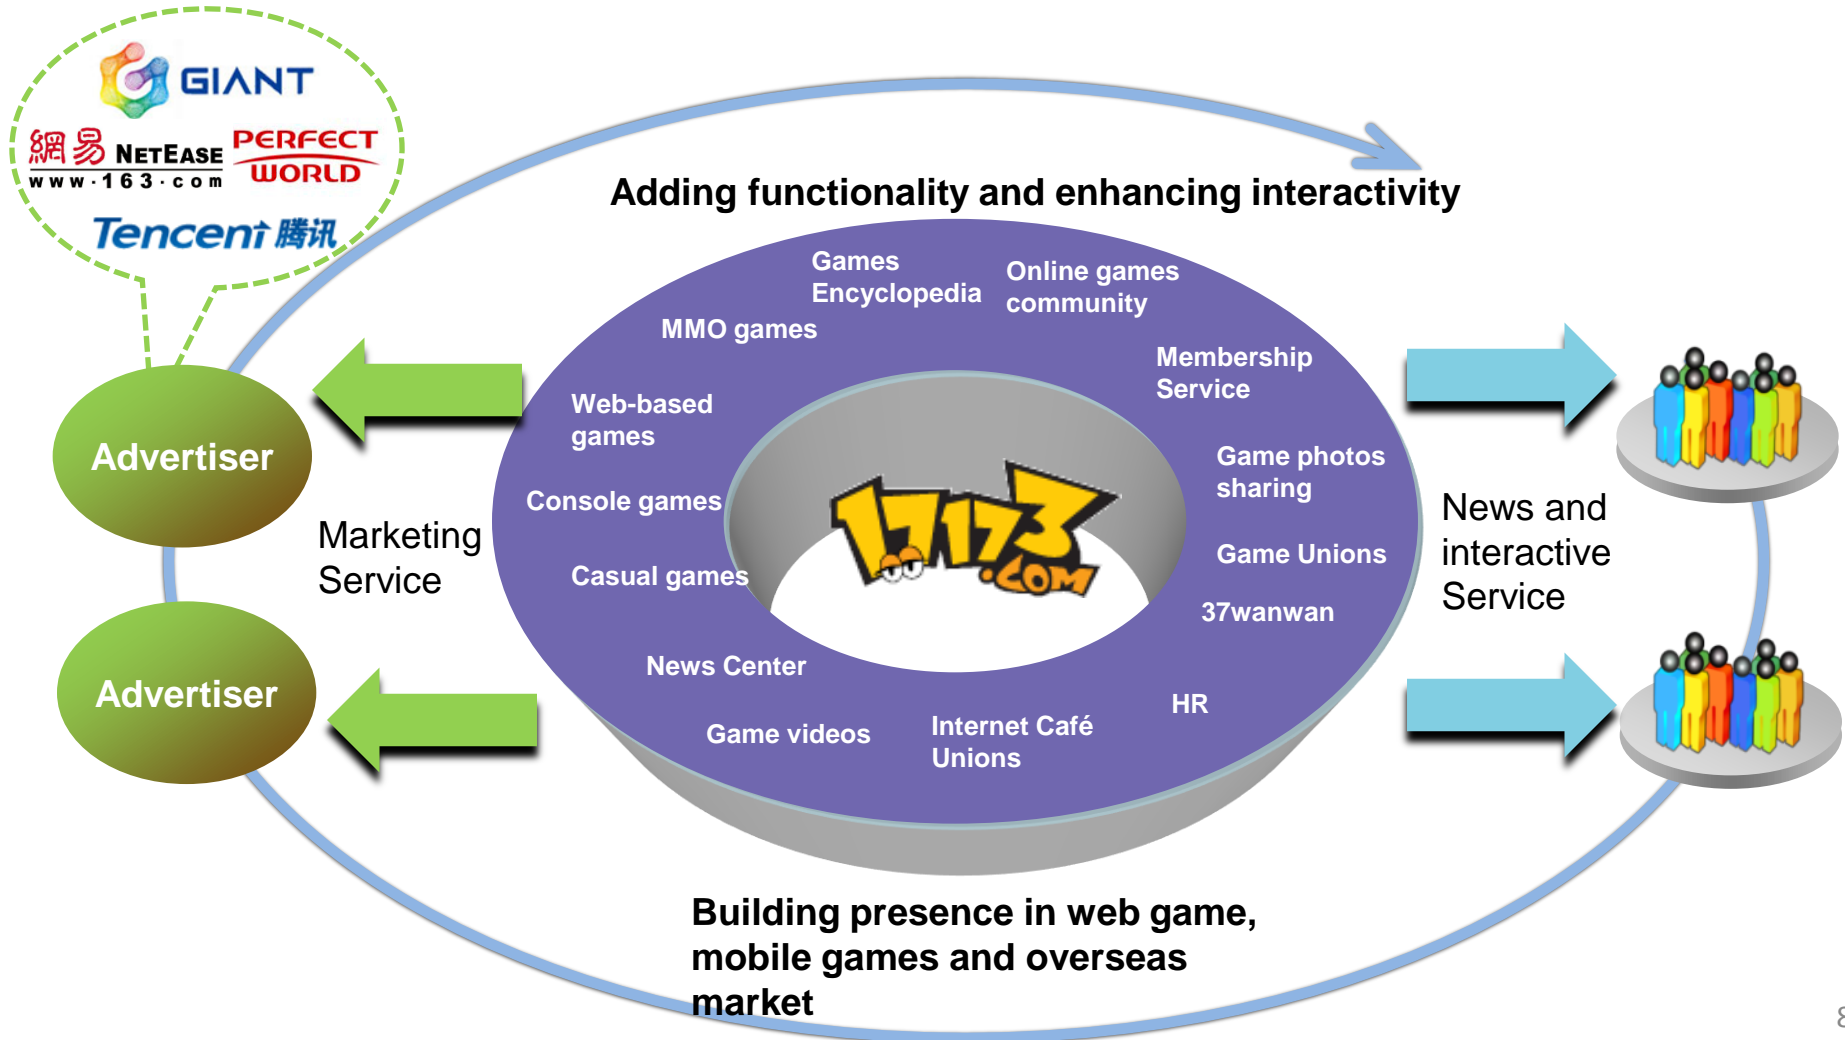 GIANT
網易 NETEASE
www.163.com
PERFECT
WORLD
Tencent 腾讯
Adding functionality and enhancing interactivity
Games
Encyclopedia
Online games
community
MMO games
Membership
Service
Web-based
games
Advertiser
Game photos
sharing
Console games
17173
.COM
News and
interactive
Service
Marketing
Service
Game Unions
Casual games
37wanwan
News Center
Advertiser
HR
Game videos
Internet Café
Unions
Building presence in web game,
mobile games and overseas
market
8